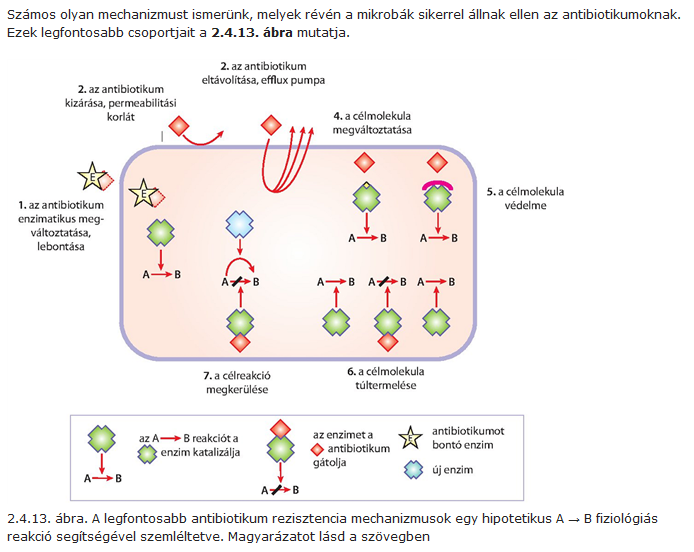 Számos olyan mechanizmust ismerünk, melyek révén a mikrobák sikerrel állnak ellen az antibiotikumoknak.
Ezek legfontosabb csoportjait a 2.4.13. ábra mutatja.
2. az antibiotikum
kizárása, permeabilitási
korlát
2. az antibiotikum
eltávolítása, efflux pumpa
4. a célmolekula
megváltoztatása
E
E
1. az antibiotikum
enzimatikus meg-
változtatása,
lebontása
5. a célmolekula
védelme
A B
A B
A B
A B
A B
A B
A B
7. a célreakció
megkerülése
6. a célmolekula
túltermelése
az A B reakciót a
enzim katalizálja
A B
az enzimet a
antibiotikum
gátolja
A B
E
antibiotikumot
bontó enzim
új enzim
2.4.13. ábra. A legfontosabb antibiotikum rezisztencia mechanizmusok egy hipotetikus A → B fiziológiás
reakció segítségével szemléltetve. Magyarázatot lásd a szövegben